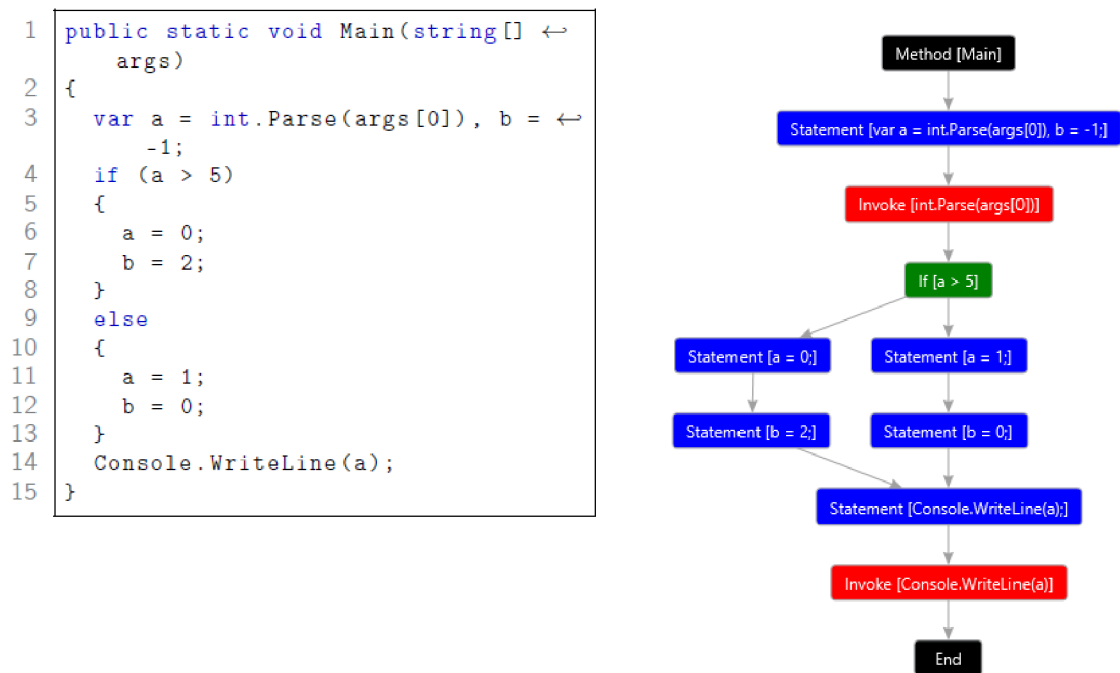 1 public static void Main(string[] ↩
args)
2 {
3 var a = int.Parse(args[0]), b = ↩
-1;
4 if (a > 5)
5 {
6 a = 0;
7 b = 2;
8 }
9 else
10 {
11 a = 1;
12 b = 0;
13 }
14 Console.WriteLine(a);
15 }
Method [Main]
Statement [var a = int.Parse(args[0]), b = -1;]
Invoke [int.Parse(args[0])]
If [a > 5]
Statement [a = 0;]
Statement [a = 1;]
Statement [b = 2;]
Statement [b = 0;]
Statement [Console.WriteLine(a);]
Invoke [Console.WriteLine(a)]
End